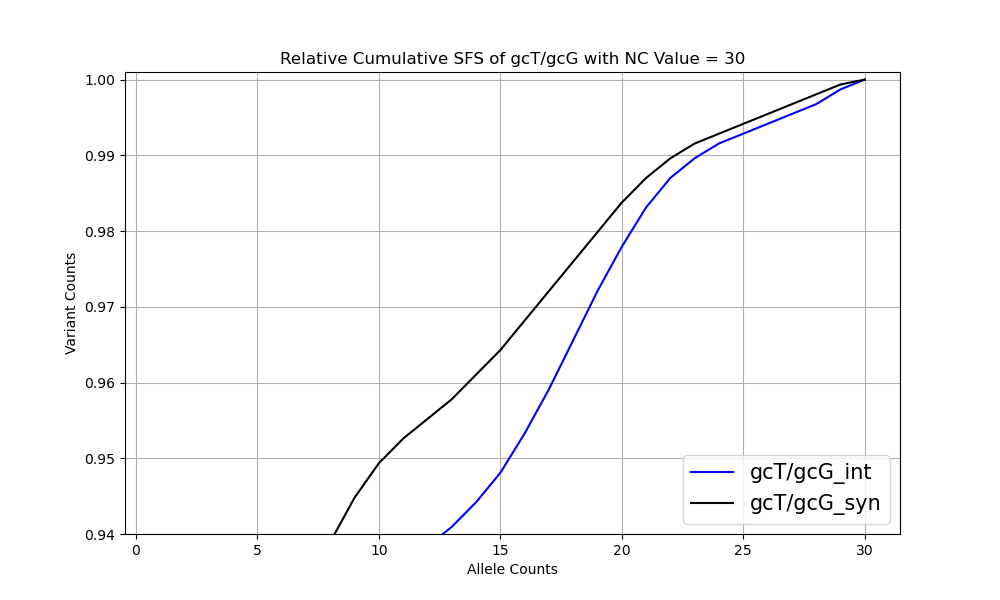 Relative Cumulative SFS of gcT/gcG with NC Value = 30
1.00
0.99
0.98
0.97
0.96
0.95
0.94
Variant Counts
0 5 10 15 20 25 30
Allele Counts
gcT/gcG_int
gcT/gcG_syn